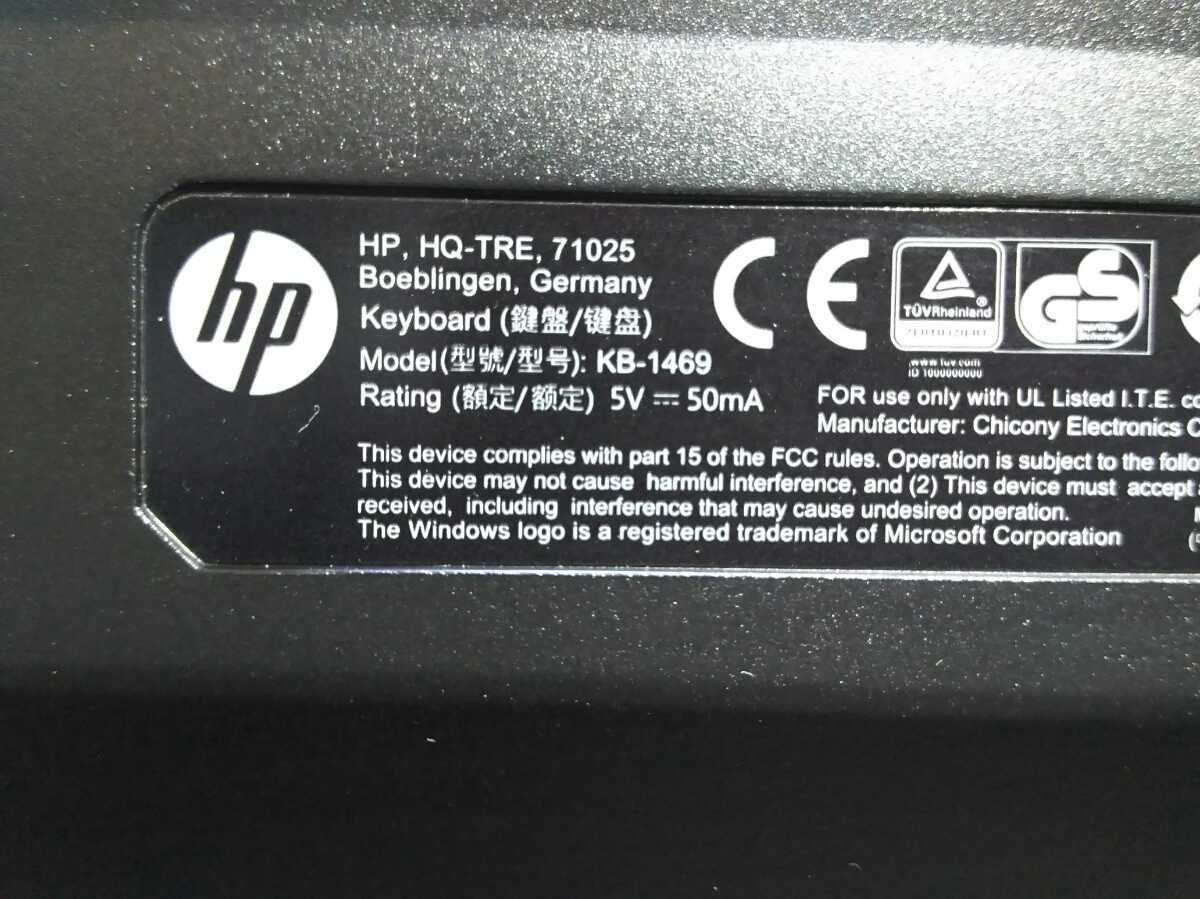 hp
HP, HQ-TRE, 71025
Boeblingen, Germany
Keyboard (鍵盤/键盘)
Model(型號/型号): KB-1469
Rating (額定/额定) 5V ⎓ 50mA
CE
TÜVRheinland®
GS
geprüfte
Sicherheit
www.tuv.com
ID 1000000000
FOR use only with UL Listed I.T.E. co
Manufacturer: Chicony Electronics C
This device complies with part 15 of the FCC rules. Operation is subject to the follo
This device may not cause harmful interference, and (2) This device must accept
received, including interference that may cause undesired operation.
The Windows logo is a registered trademark of Microsoft Corporation